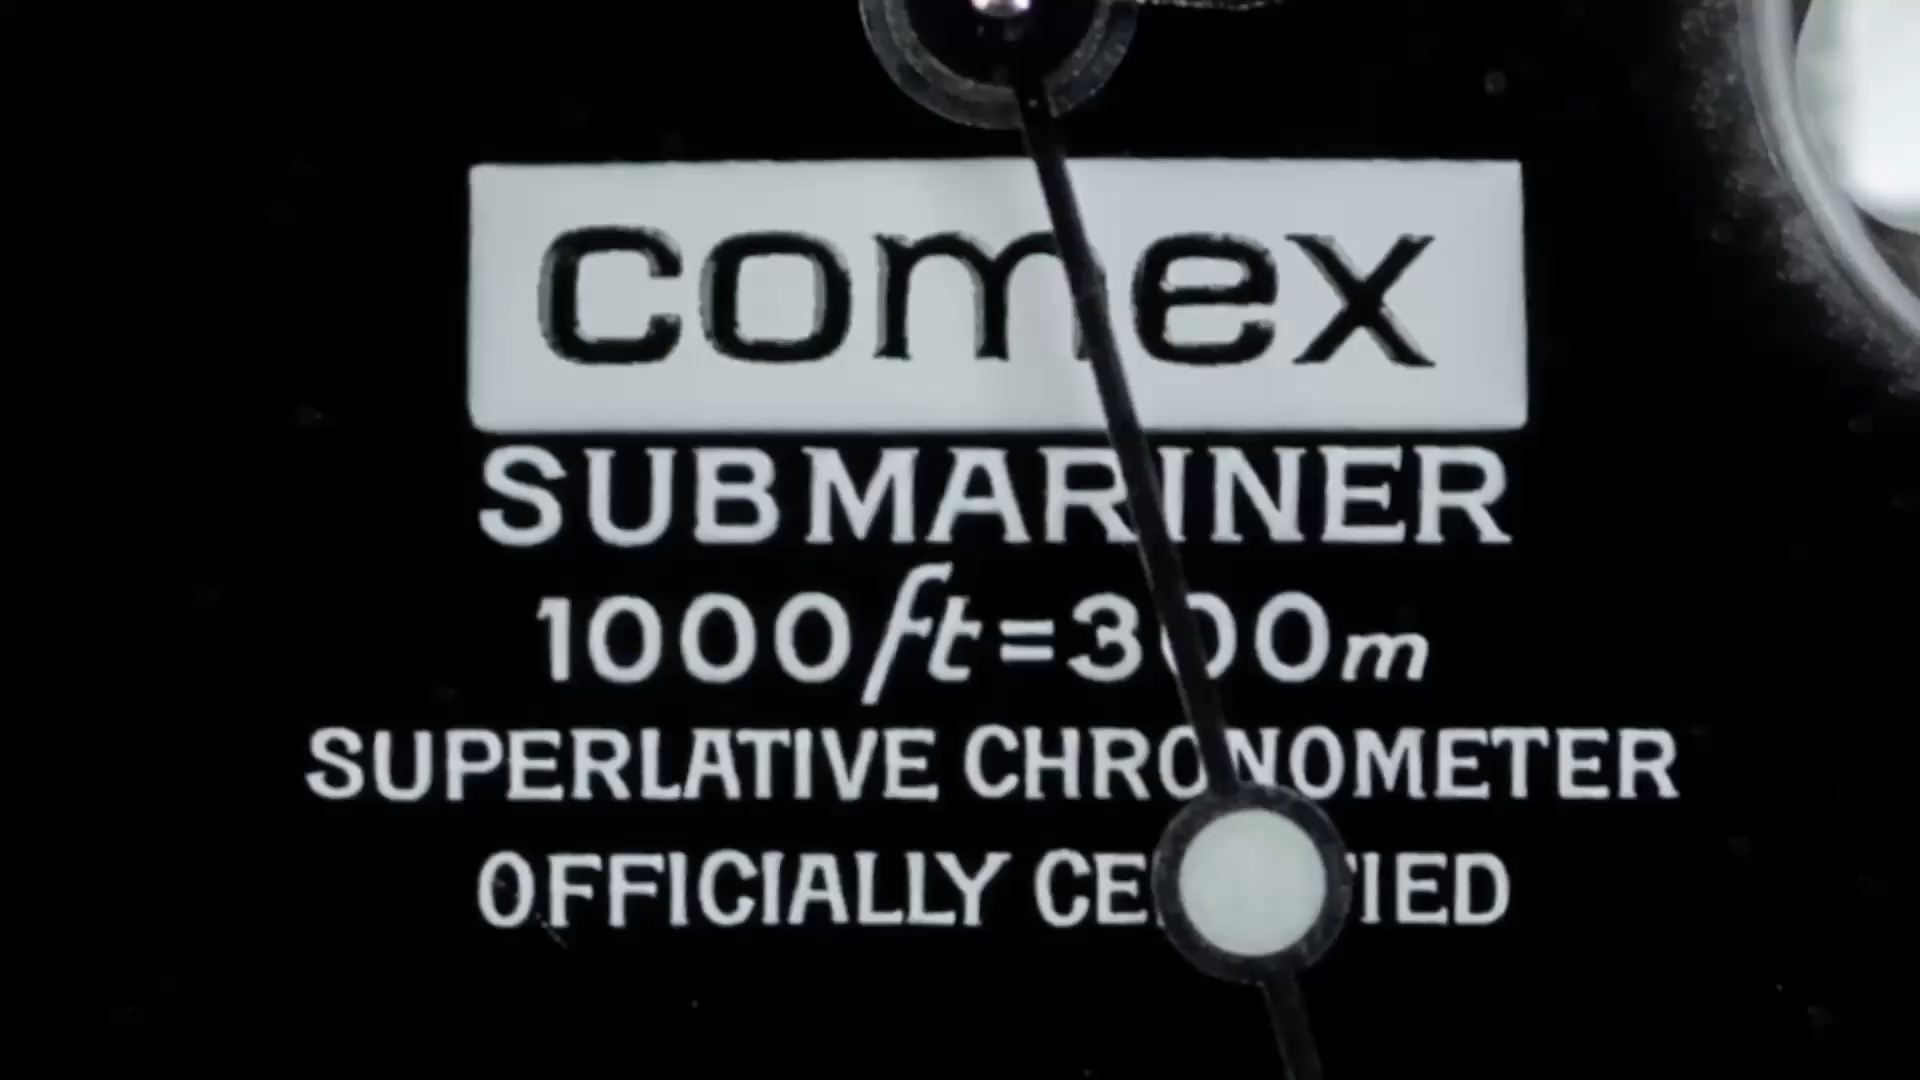 comex
SUBMARINER
1000ft=300m
SUPERLATIVE CHRONOMETER
OFFICIALLY CERTIFIED